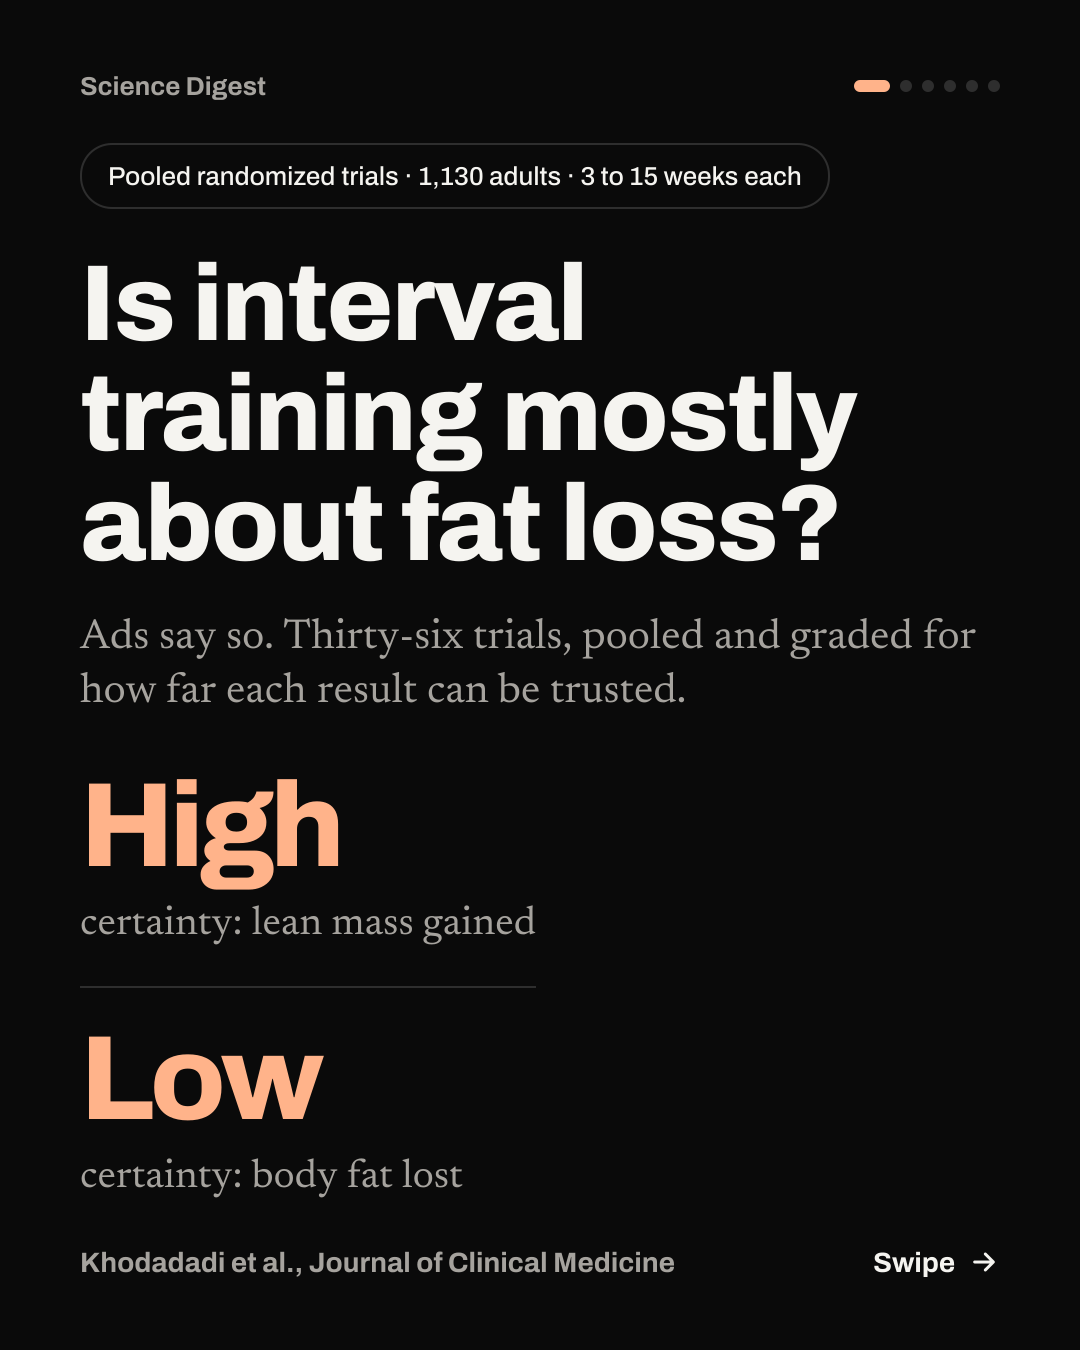 Science Digest
Pooled randomized trials · 1,130 adults · 3 to 15 weeks each
Is interval
training mostly
about fat loss?
Ads say so. Thirty-six trials, pooled and graded for
how far each result can be trusted.
High
certainty: lean mass gained
Low
certainty: body fat lost
Khodadadi et al., Journal of Clinical Medicine
Swipe →